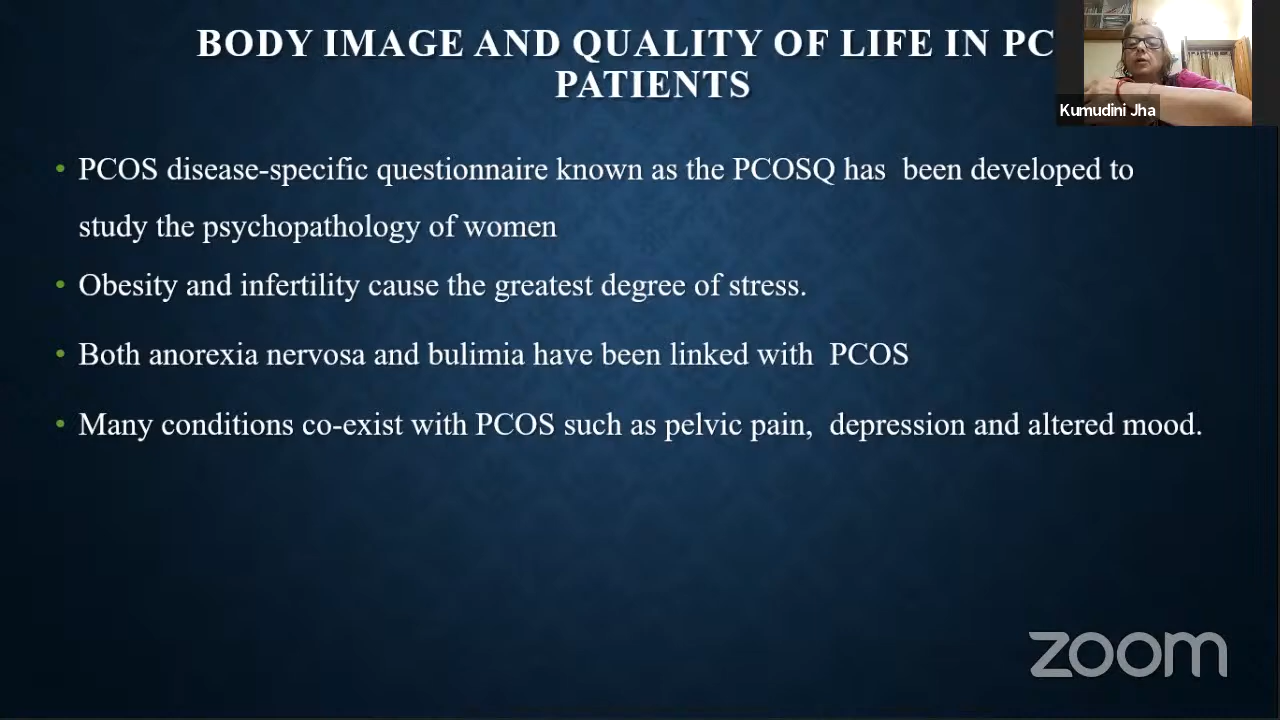 BODY IMAGE AND QUALITY OF LIFE IN PC
PATIENTS
Kumudini Jha
• PCOS disease-specific questionnaire known as the PCOSQ has  been developed to
study the psychopathology of women
• Obesity and infertility cause the greatest degree of stress.
• Both anorexia nervosa and bulimia have been linked with  PCOS
• Many conditions co-exist with PCOS such as pelvic pain,  depression and altered mood.
zoom